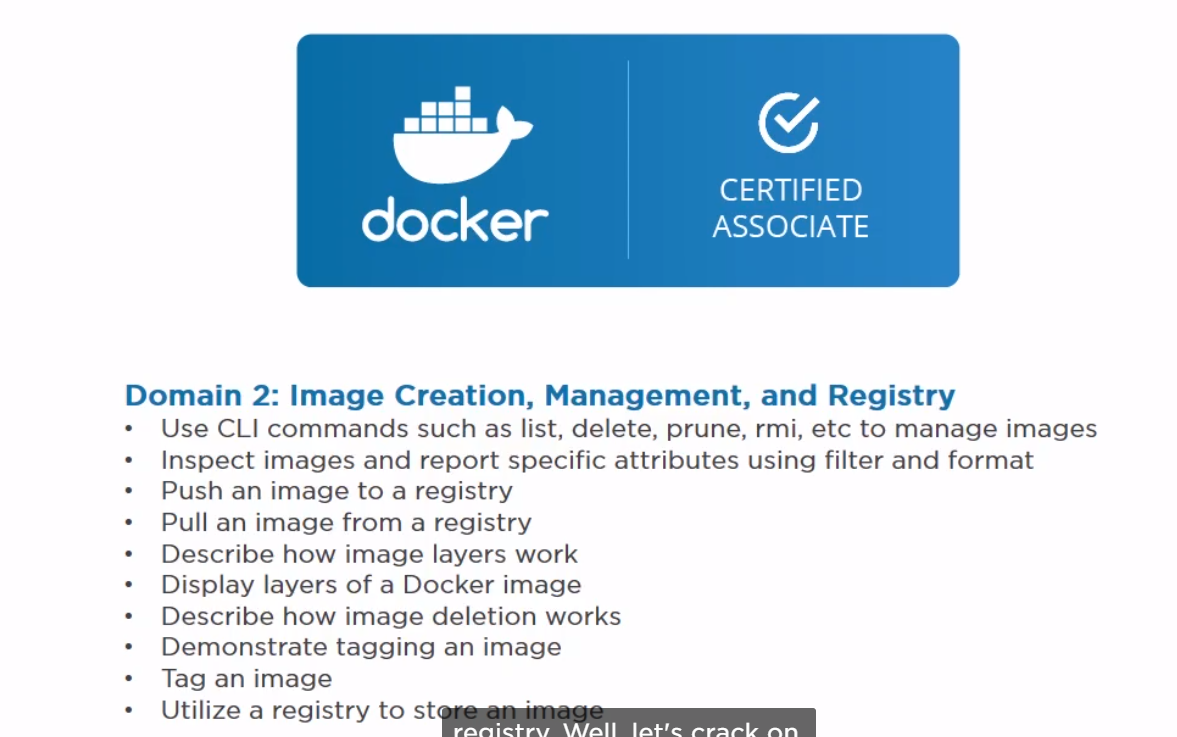 docker
CERTIFIED
ASSOCIATE
Domain 2: Image Creation, Management, and Registry
• Use CLI commands such as list, delete, prune, rmi, etc to manage images
• Inspect images and report specific attributes using filter and format
• Push an image to a registry
• Pull an image from a registry
• Describe how image layers work
• Display layers of a Docker image
• Describe how image deletion works
• Demonstrate tagging an image
• Tag an image
• Utilize a registry to store an image
registry. Well, let's crack on